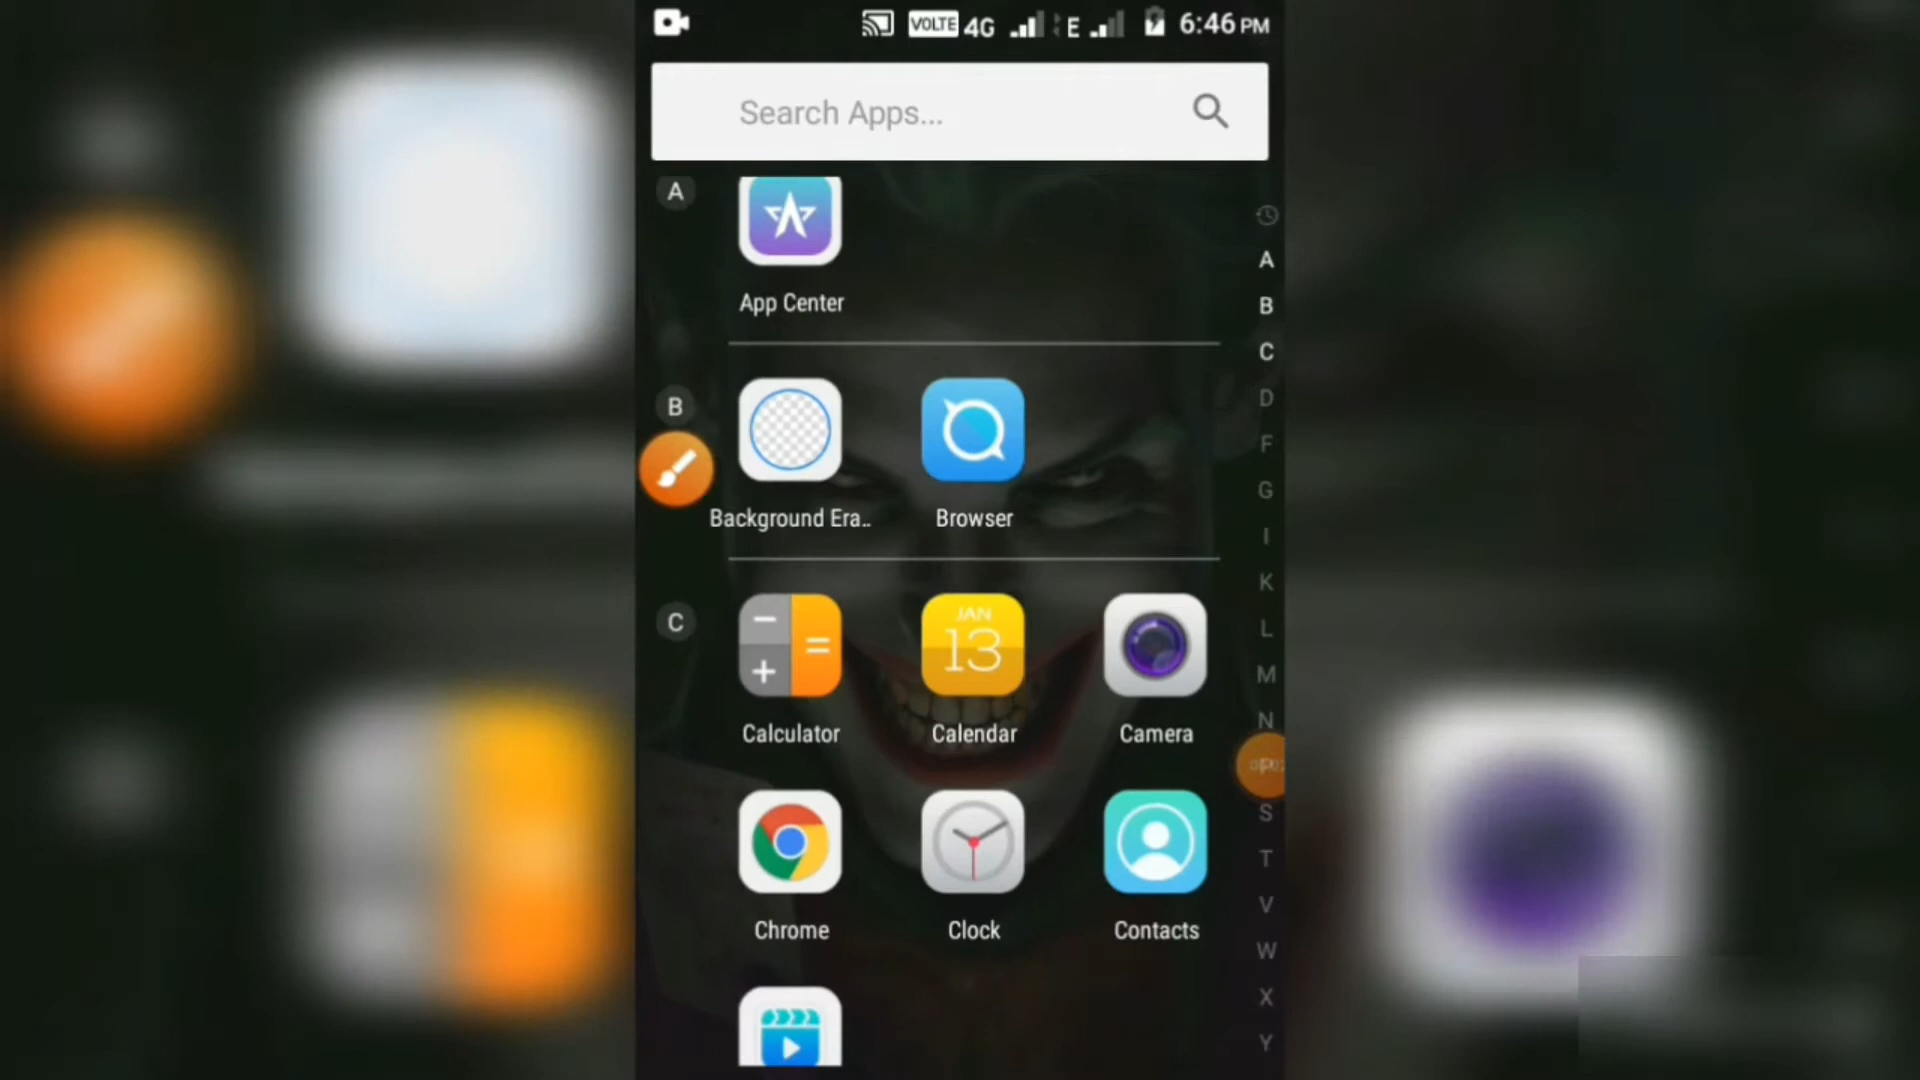 VOLTE 4G E 6:46 PM
Search Apps...
A
App Center
B
Background Era..
Browser
C
JAN
13
Calculator
Calendar
Camera
Chrome
Clock
Contacts
A
B
C
D
F
G
I
K
L
M
N
P
S
T
V
W
X
Y